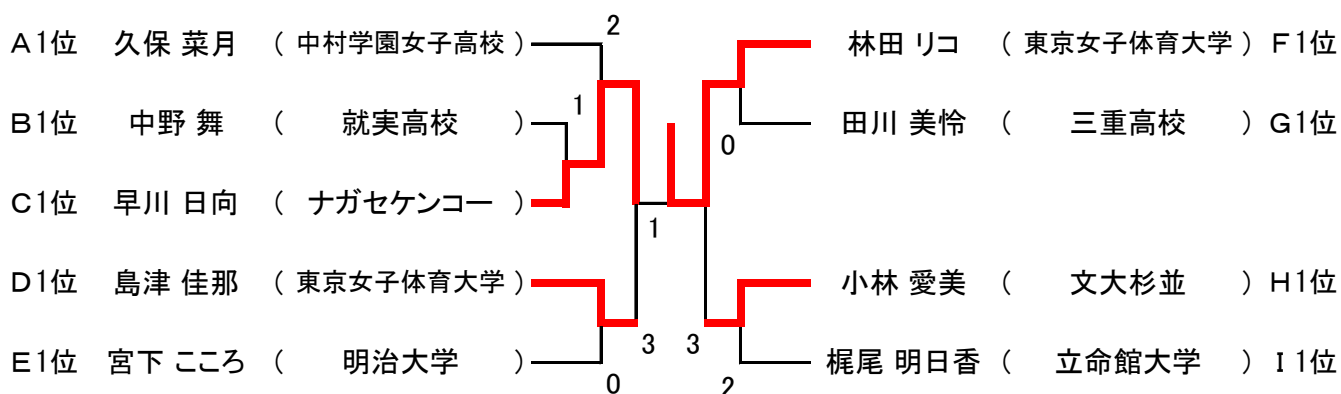 2
A1位 久保 菜月 ( 中村学園女子高校 ) 林田 リコ ( 東京女子体育大学 ) F1位
1
B1位 中野 舞 ( 就実高校 ) 田川 美怜 ( 三重高校 ) G1位
0
C1位 早川 日向 ( ナガセケンコー )
1
D1位 島津 佳那 ( 東京女子体育大学 ) 小林 愛美 ( 文大杉並 ) H1位
3 3
E1位 宮下 こころ ( 明治大学 ) 梶尾 明日香 ( 立命館大学 ) I1位
0 2